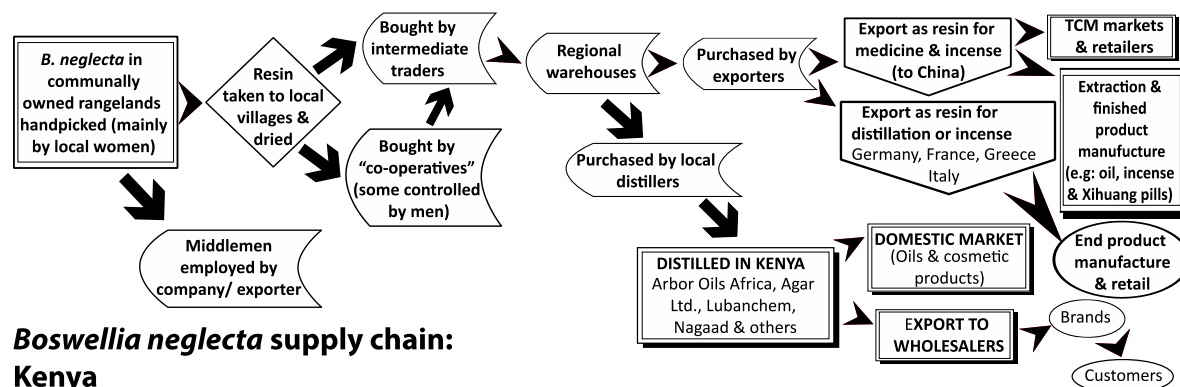 B. neglecta in
communally
owned rangelands
handpicked (mainly
by local women)
Resin
taken to local
villages &
dried
Bought by
intermediate
traders
Bought by
“co-operatives”
(some controlled
by men)
Middlemen
employed by
company/ exporter
Regional
warehouses
Purchased by local
distillers
Purchased by
exporters
Export as resin for
medicine & incense
(to China)
Export as resin for
distillation or incense
Germany, France, Greece
Italy
TCM markets
& retailers
Extraction &
finished
product
manufucture
(e.g: oil, incense
& Xihuang pills)
End product
manufacture
& retail
DISTILLED IN KENYA
Arbor Oils Africa, Agar
Ltd., Lubanchem,
Nagaad & others
DOMESTIC MARKET
(Oils & cosmetic
products)
EXPORT TO
WHOLESALERS
Brands
Customers
Boswellia neglecta supply chain:
Kenya